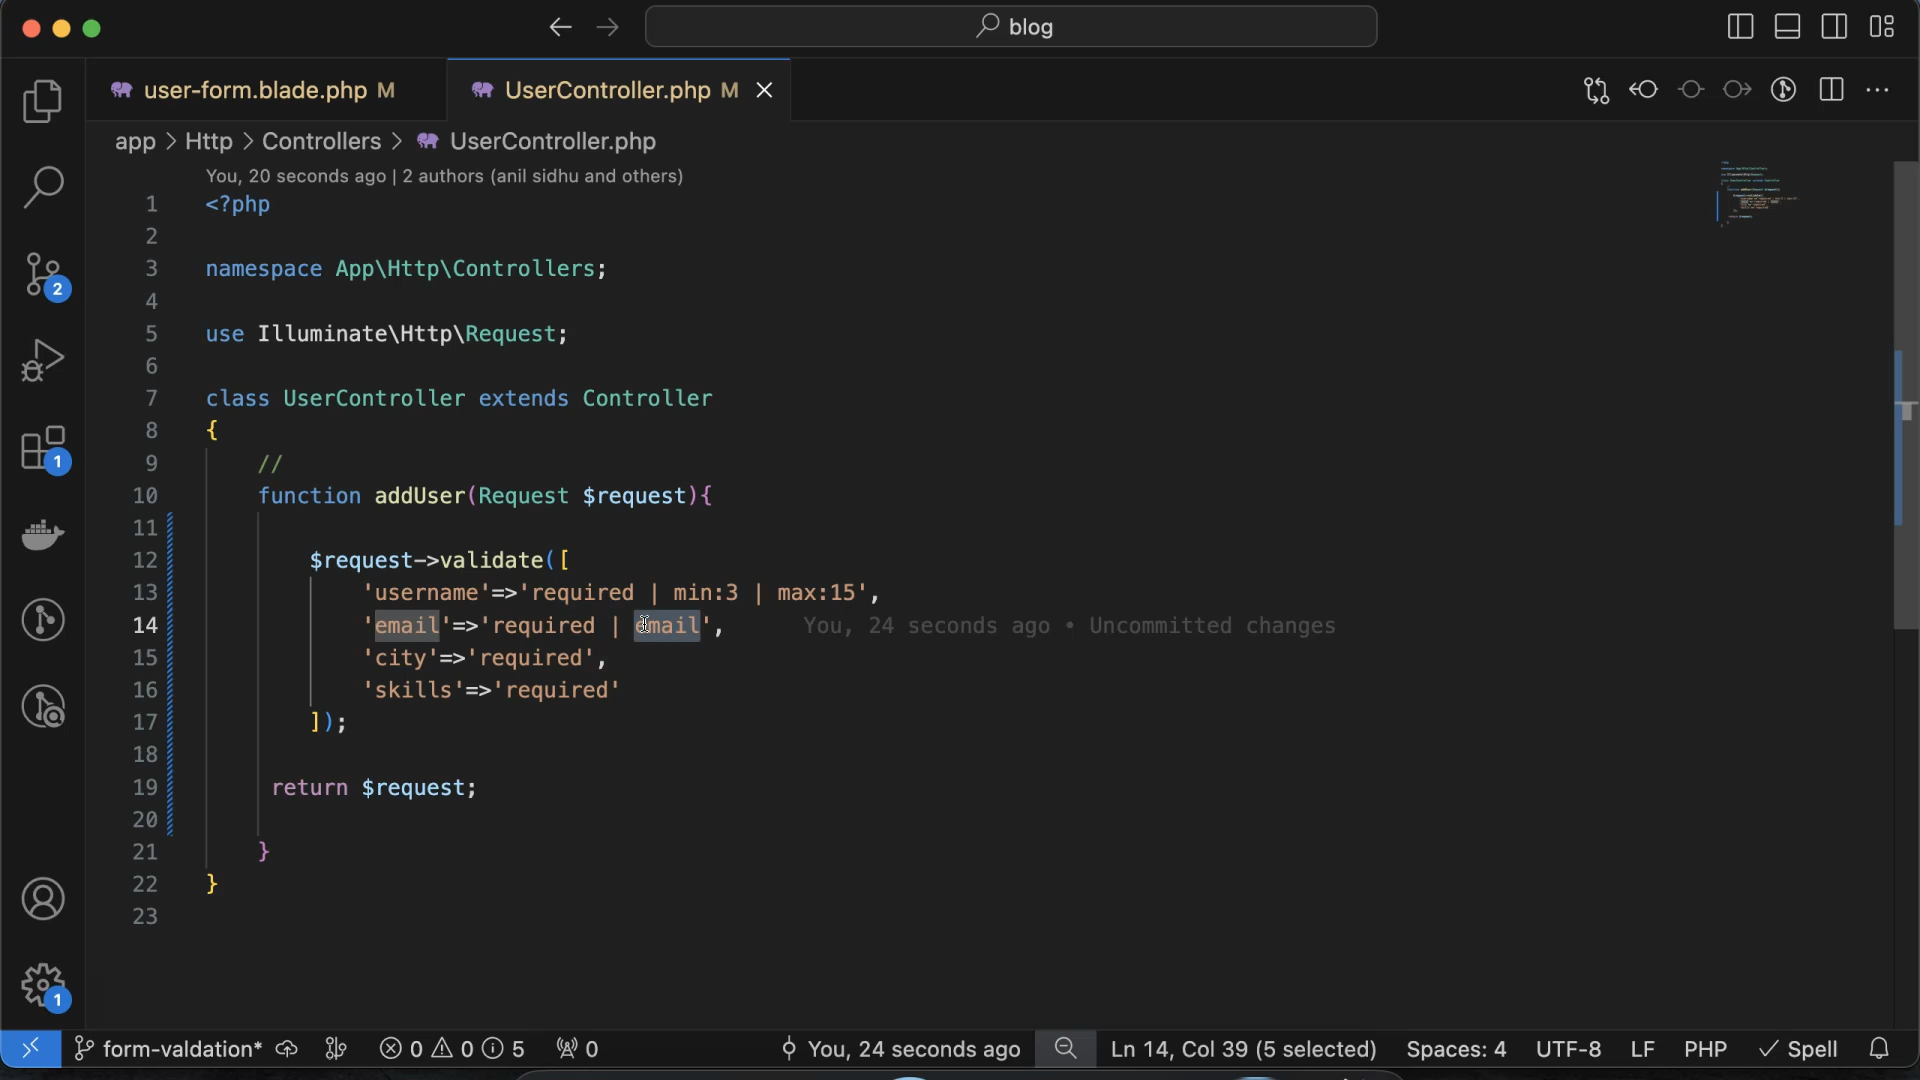 blog
user-form.blade.php M
UserController.php M
app > Http > Controllers > UserController.php
You, 20 seconds ago | 2 authors (anil sidhu and others)
1 <?php
2
3 namespace App\Http\Controllers;
4
5 use Illuminate\Http\Request;
6
7 class UserController extends Controller
8 {
9 //
10 function addUser(Request $request){
11
12 $request->validate([
13 'username'=>'required | min:3 | max:15',
14 'email'=>'required | email', You, 24 seconds ago • Uncommitted changes
15 'city'=>'required',
16 'skills'=>'required'
17 ]);
18
19 return $request;
20
21 }
22 }
23
2
1
1
form-valdation* 0 0 5 0 You, 24 seconds ago Ln 14, Col 39 (5 selected) Spaces: 4 UTF-8 LF PHP Spell